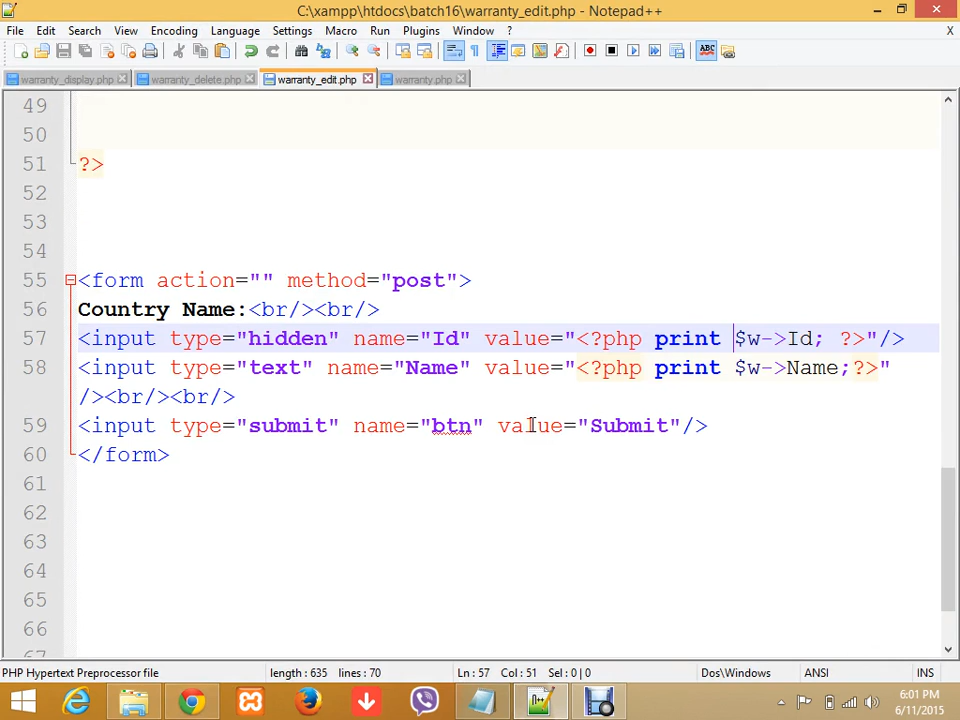 C:\xampp\htdocs\batch16\warranty_edit.php - Notepad++
File Edit Search View Encoding Language Settings Macro Run Plugins Window ? X
warranty_display.php warranty_delete.php warranty_edit.php warranty.php
49
50
51 ?>
52
53
54
55 <form action="" method="post">
56 Country Name:<br/><br/>
57 <input type="hidden" name="Id" value="<?php print $w->Id; ?>"/>
58 <input type="text" name="Name" value="<?php print $w->Name;?>"
/><br/><br/>
59 <input type="submit" name="btn" value="Submit"/>
60 </form>
61
62
63
64
65
66
67
PHP Hypertext Preprocessor file length : 635 lines : 70 Ln : 57 Col : 51 Sel : 0 | 0 Dos\Windows ANSI INS
6:01 PM
6/11/2015